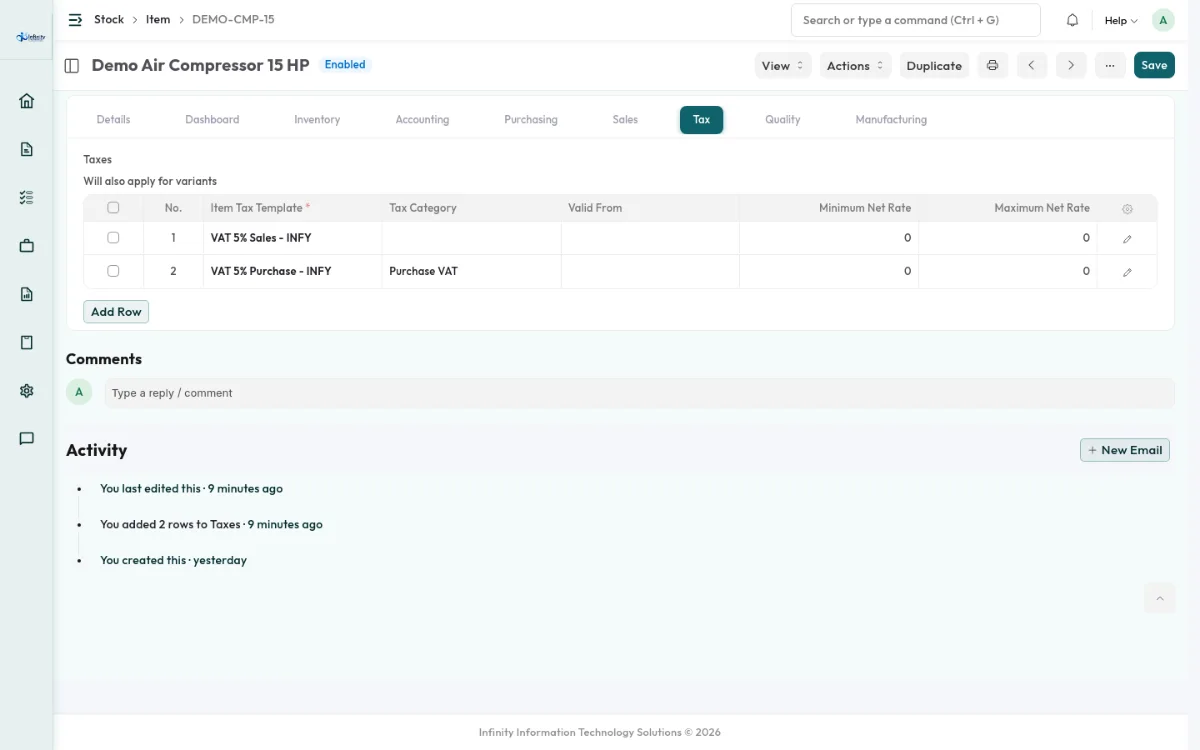 Infinity
Stock > Item > DEMO-CMP-15
Search or type a command (Ctrl + G)
Help
A
Demo Air Compressor 15 HP
Enabled
View
Actions
Duplicate
...
Save
Details
Dashboard
Inventory
Accounting
Purchasing
Sales
Tax
Quality
Manufacturing
Taxes
Will also apply for variants
No. Item Tax Template * Tax Category Valid From Minimum Net Rate Maximum Net Rate
1 VAT 5% Sales - INFY 0 0
2 VAT 5% Purchase - INFY Purchase VAT 0 0
Add Row
Comments
A
Type a reply / comment
Activity
+ New Email
You last edited this · 9 minutes ago
You added 2 rows to Taxes · 9 minutes ago
You created this · yesterday
Infinity Information Technology Solutions © 2026